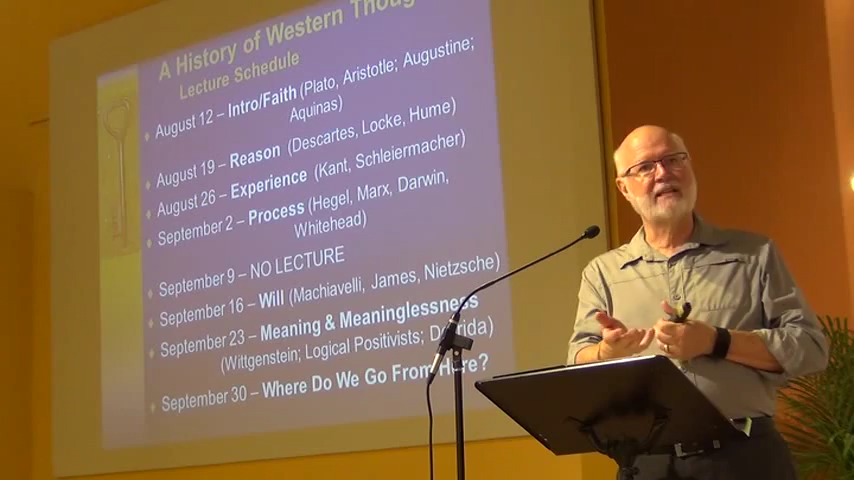 A History of Western Thoug
Lecture Schedule
August 12 – Intro/Faith (Plato, Aristotle; Augustine;
Aquinas)
August 19 – Reason (Descartes, Locke, Hume)
August 26 – Experience (Kant, Schleiermacher)
September 2 – Process (Hegel, Marx, Darwin,
Whitehead)
September 9 – NO LECTURE
September 16 – Will (Machiavelli, James, Nietzsche)
September 23 – Meaning & Meaninglessness
(Wittgenstein; Logical Positivists; Derrida)
September 30 – Where Do We Go From Here?